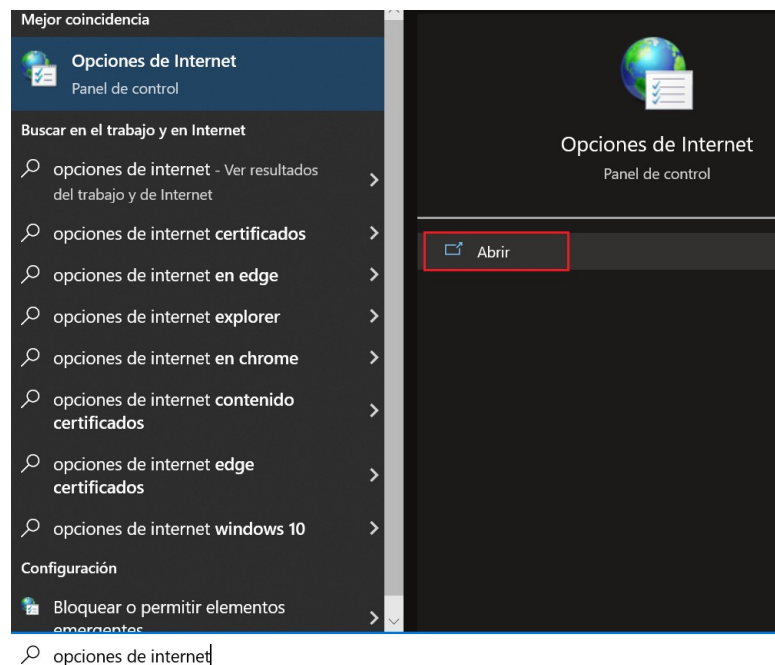 Mejor coincidencia
Opciones de Internet
Panel de control
Buscar en el trabajo y en Internet
opciones de internet - Ver resultados
del trabajo y de Internet
opciones de internet certificados
opciones de internet en edge
opciones de internet explorer
opciones de internet en chrome
opciones de internet contenido
certificados
opciones de internet edge
certificados
opciones de internet windows 10
Configuración
Bloquear o permitir elementos
emergentes
opciones de internet
Opciones de Internet
Panel de control
Abrir